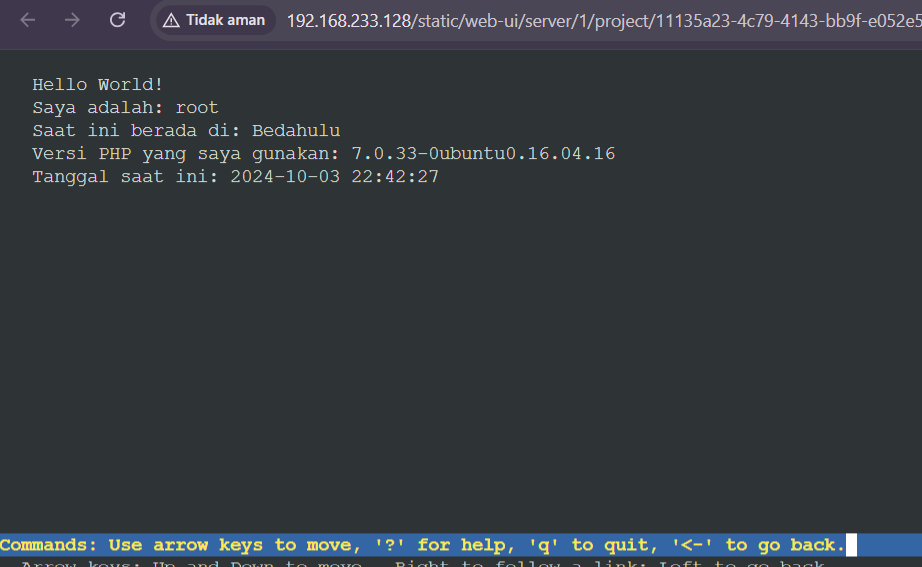 Tidak aman
192.168.233.128/static/web-ui/server/1/project/11135a23-4c79-4143-bb9f-e052e5
Hello World!
Saya adalah: root
Saat ini berada di: Bedahulu
Versi PHP yang saya gunakan: 7.0.33-0ubuntu0.16.04.16
Tanggal saat ini: 2024-10-03 22:42:27
Commands: Use arrow keys to move, '?' for help, 'q' to quit, '<-' to go back.
Arrow keys: Up and Down to move. Right to follow a link; Left to go back.